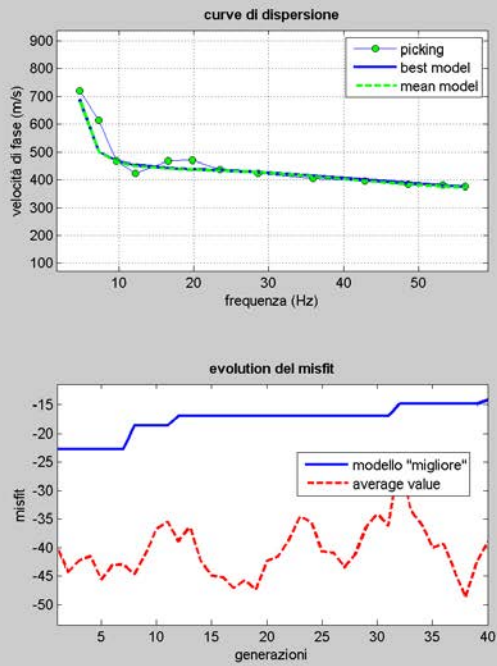 curve di dispersione
900
800
700
600
500
400
300
200
100
velocità di fase (m/s)
picking
best model
mean model
10
20
30
40
50
frequenza (Hz)
evolution del misfit
-15
-20
-25
-30
-35
-40
-45
-50
misfit
modello "migliore"
average value
5
10
15
20
25
30
35
40
generazioni